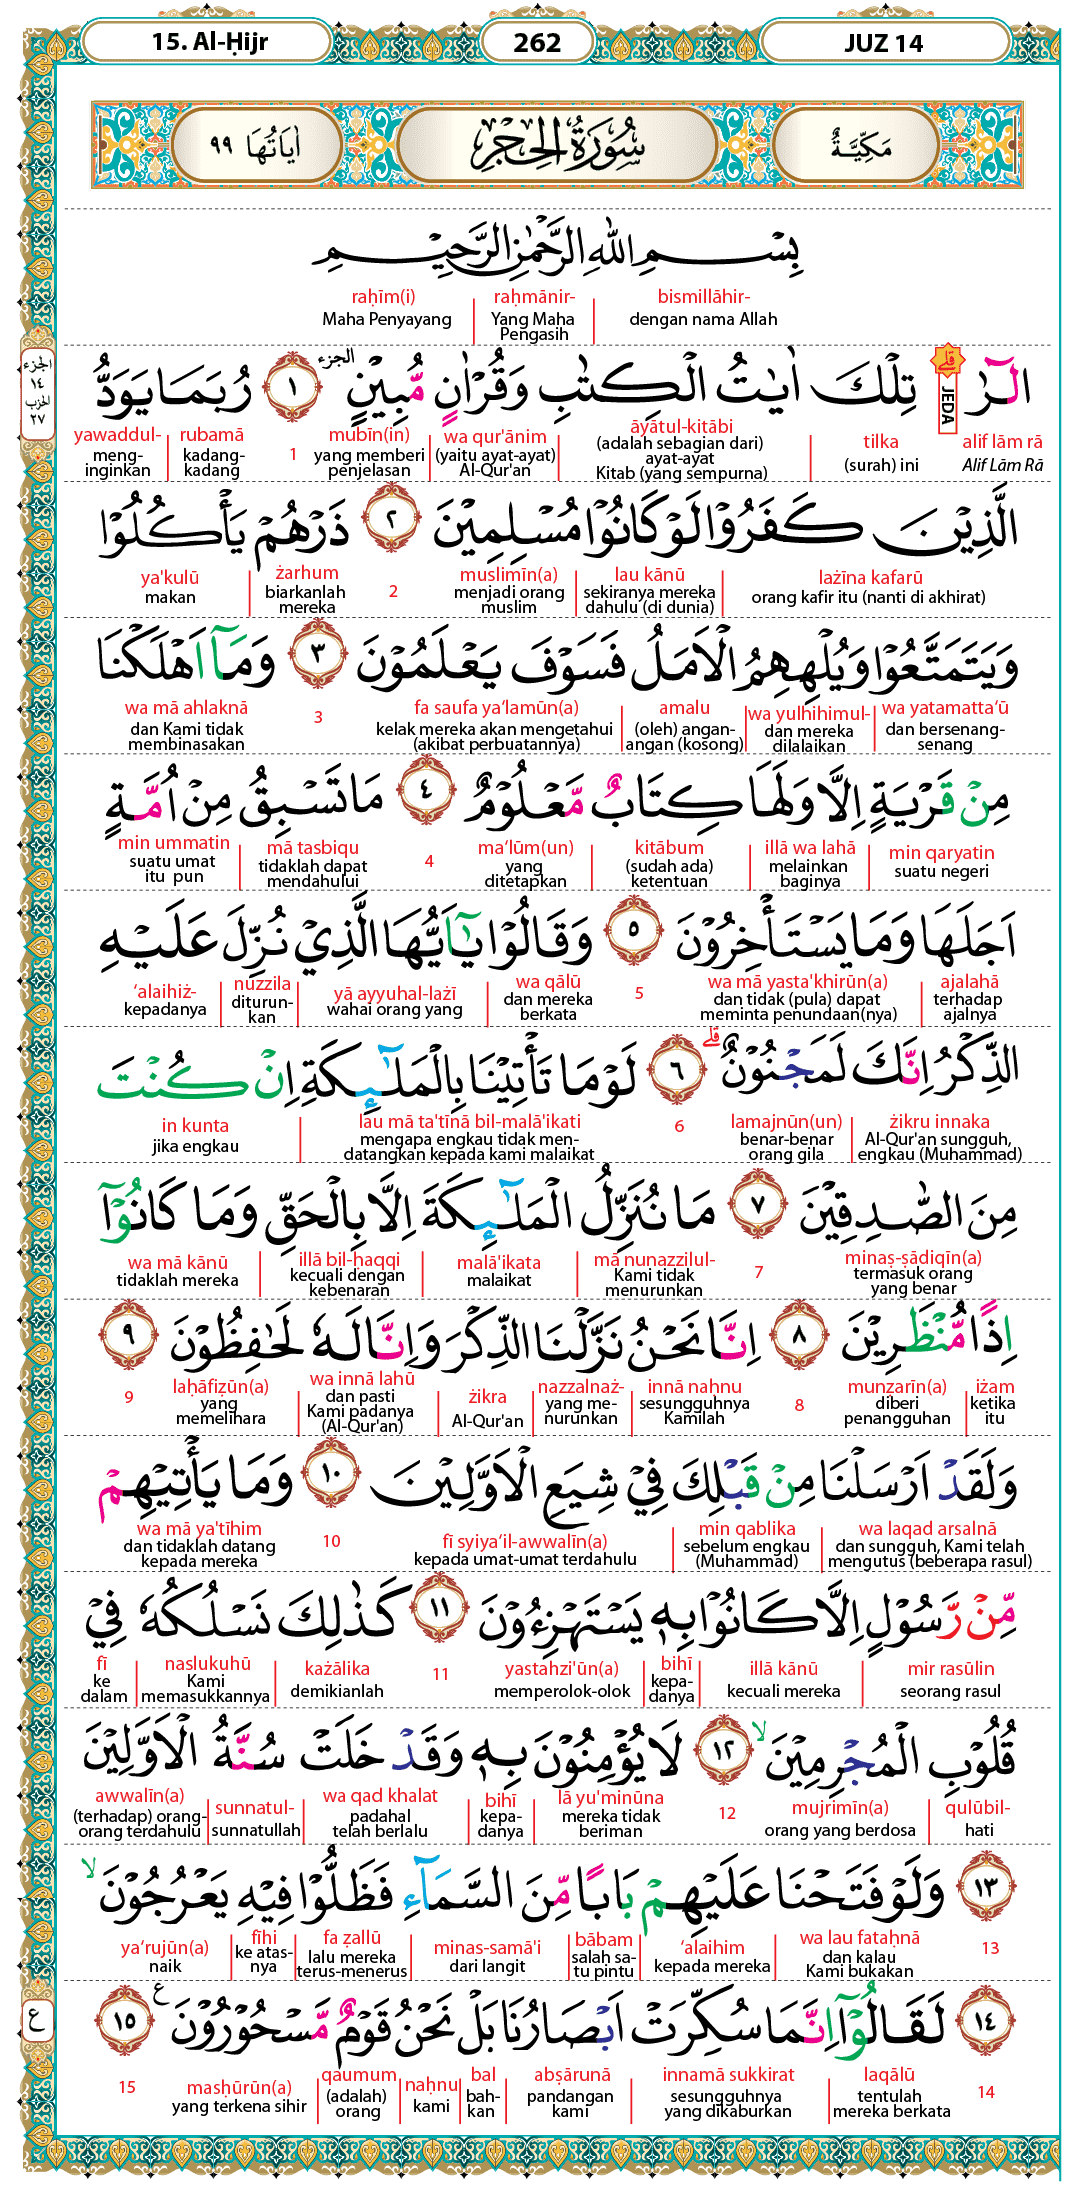 15. Al-Ḥijr 262 JUZ 14
اٰيَاتُهَا ٩٩ سُوْرَةُ الْحِجْرِ مَكِّيَّةٌ
بِسْمِ اللّٰهِ الرَّحْمٰنِ الرَّحِيْمِ
bismillāhir- raḥmānir- raḥīm(i)
dengan nama Allah Yang Maha Pengasih Maha Penyayang
الجزء ١٤ الحزب ٢٧
الۤرٰ ۗ تِلْكَ اٰيٰتُ الْكِتٰبِ وَقُرْاٰنٍ مُّبِيْنٍ ١ الجزء رُبَمَا يَوَدُّ
JEDA
alif lām rā tilka āyātul-kitābi wa qur'ānim mubīn(in) 1 rubamā yawaddul-
Alif Lām Rā (surah) ini (adalah sebagian dari) ayat-ayat Kitab (yang sempurna) (yaitu ayat-ayat) Al-Qur'an yang memberi penjelasan kadang-kadang meng-inginkan
الَّذِيْنَ كَفَرُوْا لَوْ كَانُوْا مُسْلِمِيْنَ ٢ ذَرْهُمْ يَأْكُلُوْا
lażīna kafarū lau kānū muslimīn(a) 2 żarhum ya'kulū
orang kafir itu (nanti di akhirat) sekiranya mereka dahulu (di dunia) menjadi orang muslim biarkanlah mereka makan
وَيَتَمَتَّعُوْا وَيُلْهِهِمُ الْاَمَلُ فَسَوْفَ يَعْلَمُوْنَ ٣ وَمَآ اَهْلَكْنَا
wa yatamatta‘ū wa yulhihimul- amalu fa saufa ya‘lamūn(a) 3 wa mā ahlaknā
dan bersenang-senang dan mereka dilalaikan (oleh) angan-angan (kosong) kelak mereka akan mengetahui (akibat perbuatannya) dan Kami tidak membinasakan
مِنْ قَرْيَةٍ اِلَّا وَلَهَا كِتَابٌ مَّعْلُوْمٌ ٤ مَا تَسْبِقُ مِنْ اُمَّةٍ
min qaryatin illā wa lahā kitābum ma‘lūm(un) 4 mā tasbiqu min ummatin
suatu negeri melainkan baginya (sudah ada) ketentuan yang ditetapkan tidaklah dapat mendahului suatu umat itu pun
اَجَلَهَا وَمَا يَسْتَأْخِرُوْنَ ٥ وَقَالُوْا يٰٓاَيُّهَا الَّذِيْ نُزِّلَ عَلَيْهِ
ajalahā wa mā yasta'khirūn(a) 5 wa qālū yā ayyuhal-lażī nuzzila ‘alaihiż-
terhadap ajalnya dan tidak (pula) dapat meminta penundaan(nya) dan mereka berkata wahai orang yang diturun-kan kepadanya
الذِّكْرُ اِنَّكَ لَمَجْنُوْنٌ ۗ ٦ لَوْ مَا تَأْتِيْنَا بِالْمَلٰۤىِٕكَةِ اِنْ كُنْتَ
żikru innaka lamajnūn(un) 6 lau mā ta'tīnā bil-malā'ikati in kunta
Al-Qur'an sungguh, engkau (Muhammad) benar-benar orang gila mengapa engkau tidak men-datangkan kepada kami malaikat jika engkau
مِنَ الصّٰدِقِيْنَ ٧ مَا نُنَزِّلُ الْمَلٰۤىِٕكَةَ اِلَّا بِالْحَقِّ وَمَا كَانُوْٓا
minaṣ-ṣādiqīn(a) 7 mā nunazzilul- malā'ikata illā bil-ḥaqqi wa mā kānū
termasuk orang yang benar Kami tidak menurunkan malaikat kecuali dengan kebenaran tidaklah mereka
اِذًا مُّنْظَرِيْنَ ٨ اِنَّا نَحْنُ نَزَّلْنَا الذِّكْرَ وَاِنَّا لَهٗ لَحٰفِظُوْنَ ٩
iżam munẓarīn(a) 8 innā naḥnu nazzalnaż- żikra wa innā lahū laḥāfiẓūn(a) 9
ketika itu diberi penangguhan sesungguhnya Kamilah yang me-nurunkan Al-Qur'an dan pasti Kami padanya (Al-Qur'an) yang memelihara
وَلَقَدْ اَرْسَلْنَا مِنْ قَبْلِكَ فِيْ شِيَعِ الْاَوَّلِيْنَ ١٠ وَمَا يَأْتِيْهِمْ
wa laqad arsalnā min qablika fī syiya‘il-awwalīn(a) 10 wa mā ya'tīhim
dan sungguh, Kami telah mengutus (beberapa rasul) sebelum engkau (Muhammad) kepada umat-umat terdahulu dan tidaklah datang kepada mereka
مِّنْ رَّسُوْلٍ اِلَّا كَانُوْا بِهٖ يَسْتَهْزِءُوْنَ ١١ كَذٰلِكَ نَسْلُكُهٗ فِيْ
mir rasūlin illā kānū bihī yastahzi'ūn(a) 11 każālika naslukuhū fī
seorang rasul kecuali mereka kepa-danya memperolok-olok demikianlah Kami memasukkannya ke dalam
قُلُوْبِ الْمُجْرِمِيْنَ ۙ ١٢ لَا يُؤْمِنُوْنَ بِهٖ وَقَدْ خَلَتْ سُنَّةُ الْاَوَّلِيْنَ
qulūbil- mujrimīn(a) 12 lā yu'minūna bihī wa qad khalat sunnatul- awwalīn(a)
hati orang yang berdosa mereka tidak beriman kepa-danya padahal telah berlalu sunnatullah (terhadap) orang-orang terdahulu
١٣ وَلَوْ فَتَحْنَا عَلَيْهِمْ بَابًا مِّنَ السَّمَاۤءِ فَظَلُّوْا فِيْهِ يَعْرُجُوْنَ ۙ
13 wa lau fataḥnā ‘alaihim bābam minas-samā'i fa ẓallū fīhi ya‘rujūn(a)
dan kalau Kami bukakan kepada mereka salah sa-tu pintu dari langit lalu mereka terus-menerus ke atas-nya naik
١٤ لَقَالُوْٓا اِنَّمَا سُكِّرَتْ اَبْصَارُنَا بَلْ نَحْنُ قَوْمٌ مَّسْحُوْرُوْنَ ࣖ ١٥
ع
14 laqālū innamā sukkirat abṣārunā bal naḥnu qaumum masḥūrūn(a) 15
tentulah mereka berkata sesungguhnya yang dikaburkan pandangan kami bah-kan kami (adalah) orang yang terkena sihir